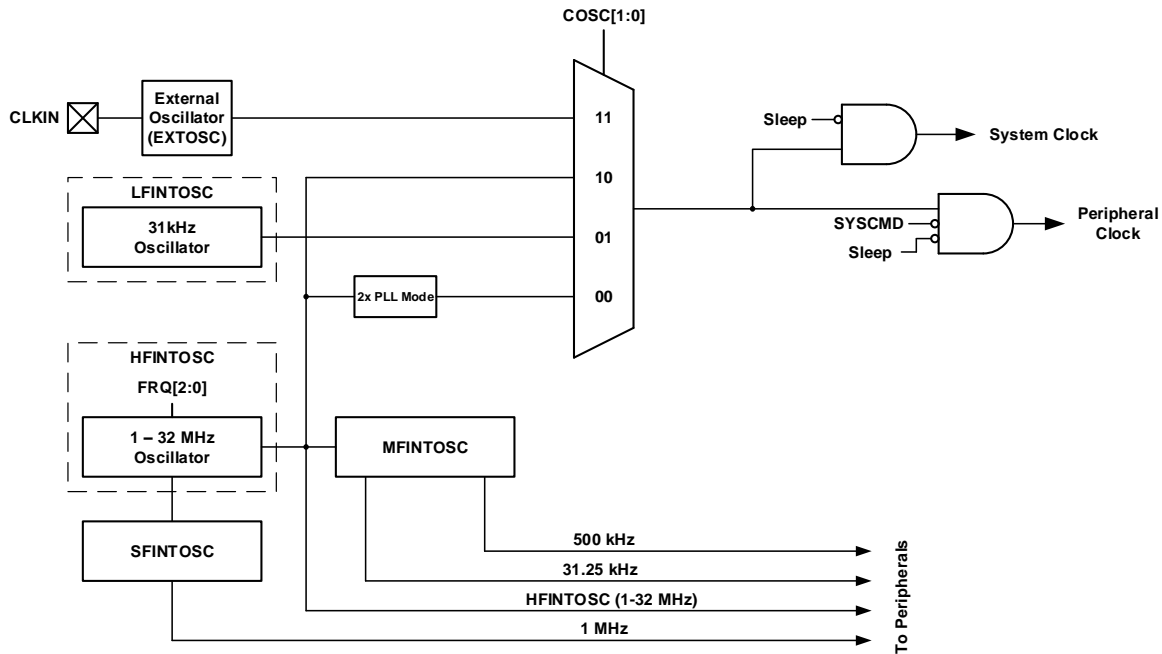 COSC[1:0]
CLKIN
External
Oscillator
(EXTOSC)
11
Sleep
System Clock
LFINTOSC
31kHz
Oscillator
10
01
SYSCMD
Sleep
Peripheral
Clock
2x PLL Mode
00
HFINTOSC
FRQ[2:0]
1 – 32 MHz
Oscillator
MFINTOSC
SFINTOSC
500 kHz
31.25 kHz
HFINTOSC (1-32 MHz)
1 MHz
To Peripherals